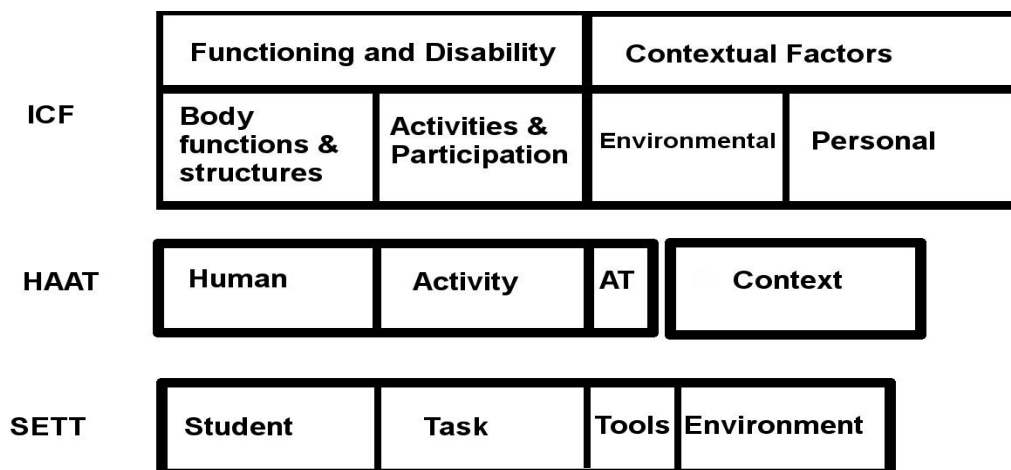 Functioning and Disability
Contextual Factors
ICF
Body
functions &
structures
Activities &
Participation
Environmental
Personal
HAAT
Human
Activity
AT
Context
SETT
Student
Task
Tools
Environment